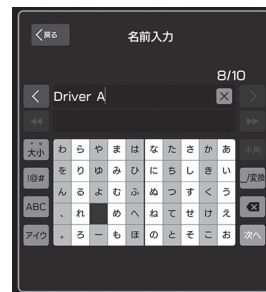 戻る
名前入力
8/10
Driver A
大小 わ ら や ま は な た さ か あ 半角
!@# を り ゆ み ひ に ち し き い _/変換
ん る よ む ふ ぬ つ す く う
ABC 、 れ め へ ね て せ け え
アイウ 。 ろ ー も ほ の と そ こ お 次へ